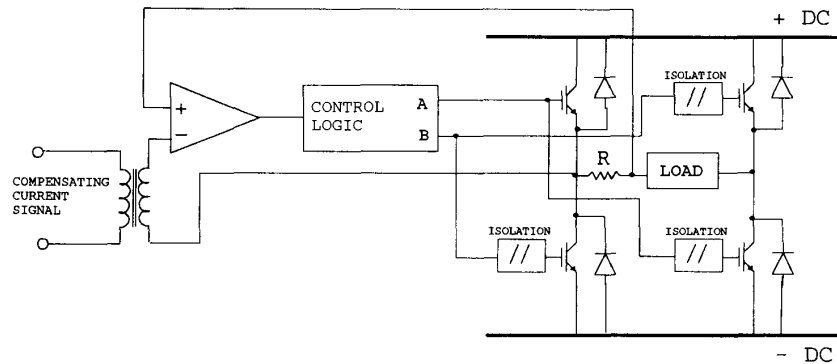 + DC
ISOLATION
//
+
−
CONTROL
LOGIC
A
B
R
LOAD
COMPENSATING
CURRENT
SIGNAL
ISOLATION
//
ISOLATION
//
− DC